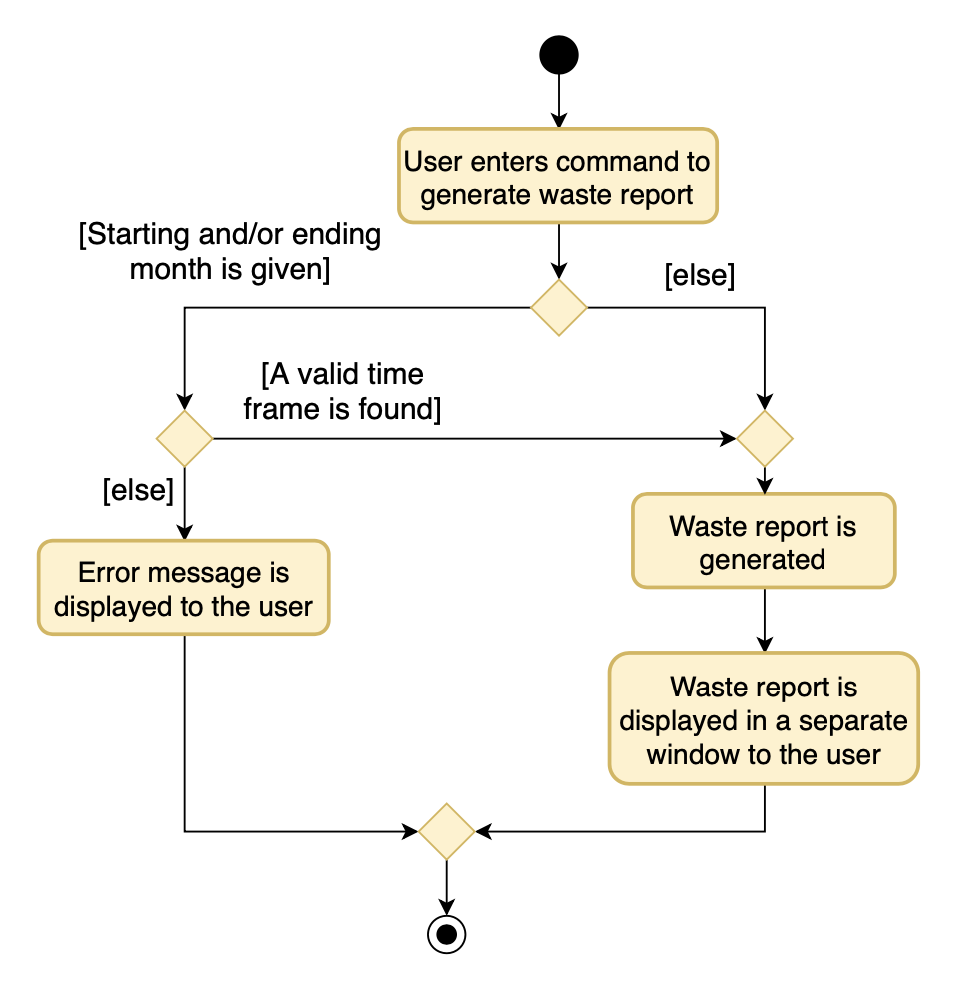 User enters command to
generate waste report
[Starting and/or ending
month is given]
[else]
[A valid time
frame is found]
[else]
Waste report is
generated
Error message is
displayed to the user
Waste report is
displayed in a separate
window to the user